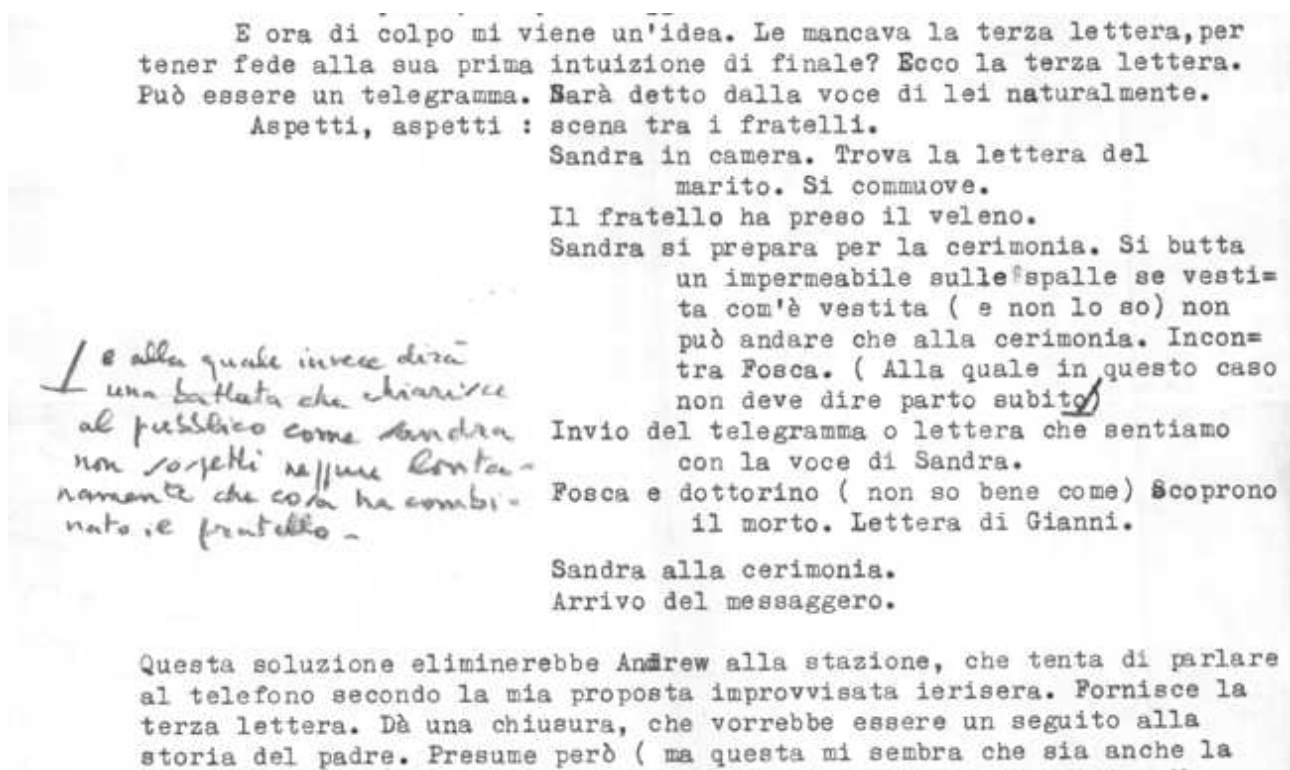 E ora di colpo mi viene un'idea. Le mancava la terza lettera,per
tener fede alla sua prima intuizione di finale? Ecco la terza lettera.
Può essere un telegramma. Sarà detto dalla voce di lei naturalmente.
Aspetti, aspetti : scena tra i fratelli.
Sandra in camera. Trova la lettera del
marito. Si commuove.
Il fratello ha preso il veleno.
Sandra si prepara per la cerimonia. Si butta
un impermeabile sulle spalle se vesti=
ta com'è vestita ( e non lo so) non
può andare che alla cerimonia. Incon=
tra Fosca. ( Alla quale in questo caso
non deve dire parto subito)
e alla quale invece dirà
una battuta che chiarisce
al pubblico come Sandra
non sospetti neppure lonta-
namente che cosa ha combi-
nato il fratello -
Invio del telegramma o lettera che sentiamo
con la voce di Sandra.
Fosca e dottorino ( non so bene come) Scoprono
il morto. Lettera di Gianni.
Sandra alla cerimonia.
Arrivo del messaggero.
Questa soluzione eliminerebbe Andrew alla stazione, che tenta di parlare
al telefono secondo la mia proposta improvvisata ierisera. Fornisce la
terza lettera. Dà una chiusura, che vorrebbe essere un seguito alla
storia del padre. Presume però ( ma questa mi sembra che sia anche la